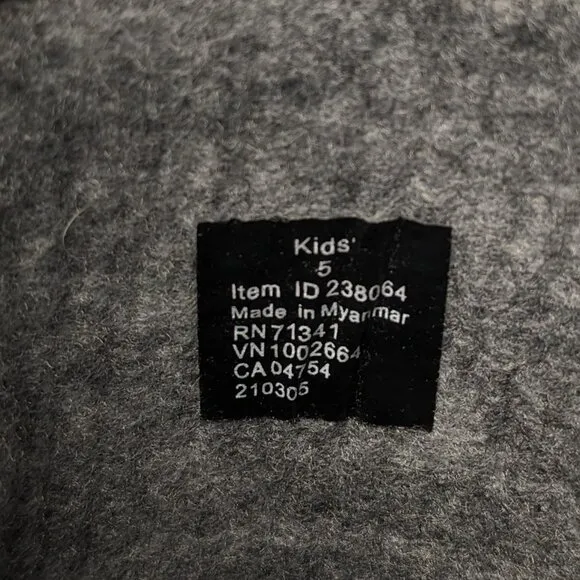 Kids'
5
Item ID 238064
Made in Myanmar
RN 71341
VN 1002664
CA 04754
210305